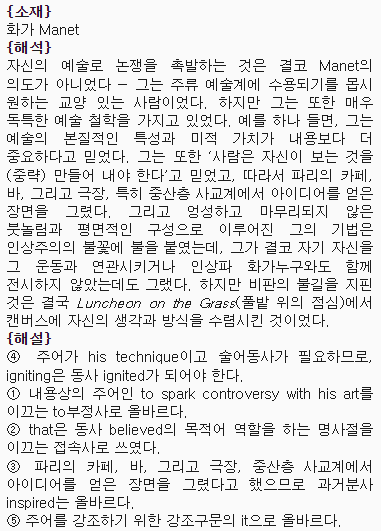 {소재}
화가 Manet
{해석}
자신의 예술로 논쟁을 촉발하는 것은 결코 Manet의
의도가 아니었다 – 그는 주류 예술계에 수용되기를 몹시
원하는 교양 있는 사람이었다. 하지만 그는 또한 매우
독특한 예술 철학을 가지고 있었다. 예를 하나 들면, 그는
예술의 본질적인 특성과 미적 가치가 내용보다 더
중요하다고 믿었다. 그는 또한 ‘사람은 자신이 보는 것을
(중략) 만들어 내야 한다’고 믿었고, 따라서 파리의 카페,
바, 그리고 극장, 특히 중산층 사교계에서 아이디어를 얻은
장면을 그렸다. 그리고 엉성하고 마무리되지 않은
붓놀림과 평면적인 구성으로 이루어진 그의 기법은
인상주의의 불꽃에 불을 붙였는데, 그가 결코 자기 자신을
그 운동과 연관시키거나 인상파 화가누구와도 함께
전시하지 않았는데도 그랬다. 하지만 비판의 불길을 지핀
것은 결국 Luncheon on the Grass(풀밭 위의 점심)에서
캔버스에 자신의 생각과 방식을 수렴시킨 것이었다.
{해설}
④ 주어가 his technique이고 술어동사가 필요하므로,
igniting은 동사 ignited가 되어야 한다.
① 내용상의 주어인 to spark controversy with his art를
이끄는 to부정사로 올바르다.
② that은 동사 believed의 목적어 역할을 하는 명사절을
이끄는 접속사로 쓰였다.
③ 파리의 카페, 바, 그리고 극장, 중산층 사교계에서
아이디어를 얻은 장면을 그렸다고 했으므로 과거분사
inspired는 올바르다.
⑤ 주어를 강조하기 위한 강조구문의 it으로 올바르다.